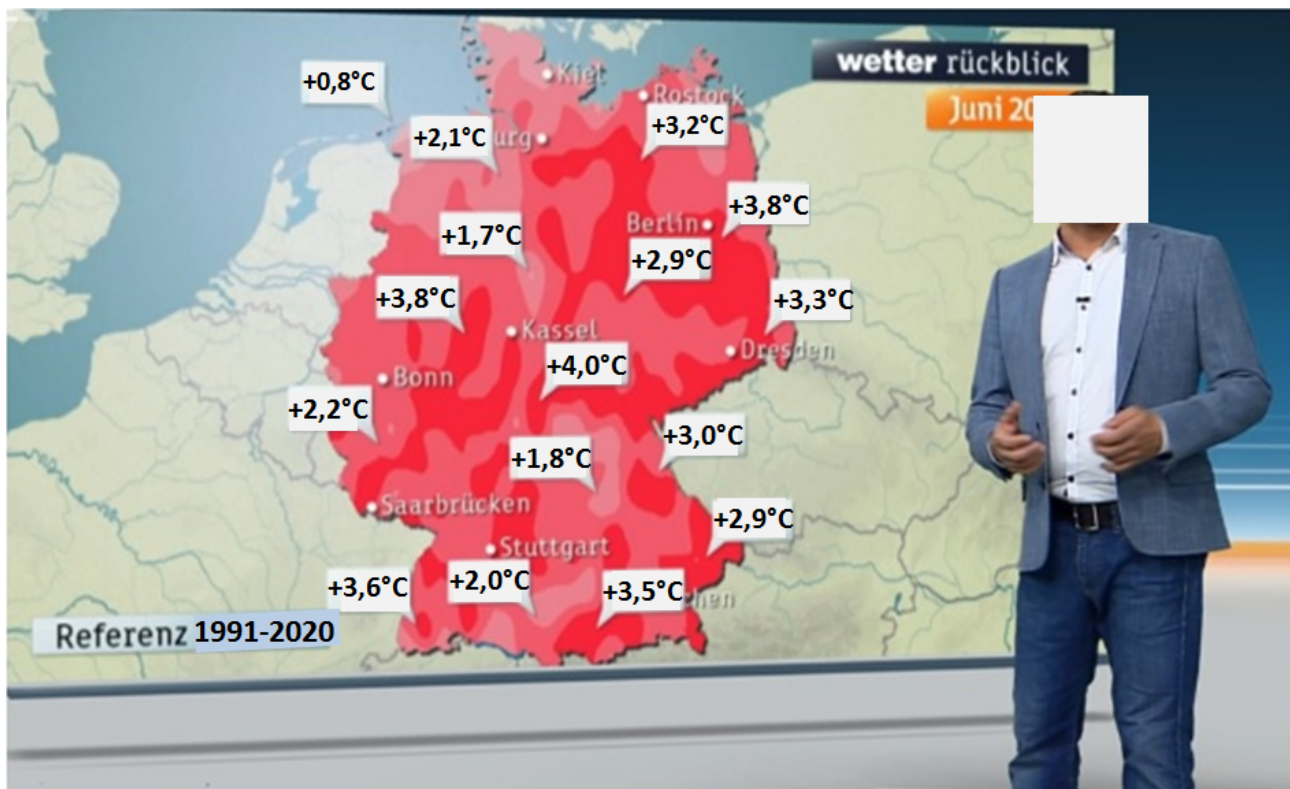 wetter rückblick
Juni 20
Kiel
+0,8°C
Rostock
+2,1°C
urg
+3,2°C
+3,8°C
Berlin
+1,7°C
+2,9°C
+3,8°C
+3,3°C
Kassel
Dresden
+4,0°C
Bonn
+2,2°C
+3,0°C
+1,8°C
Saarbrücken
+2,9°C
Stuttgart
+3,6°C
+2,0°C
+3,5°C
hen
Referenz 1991-2020